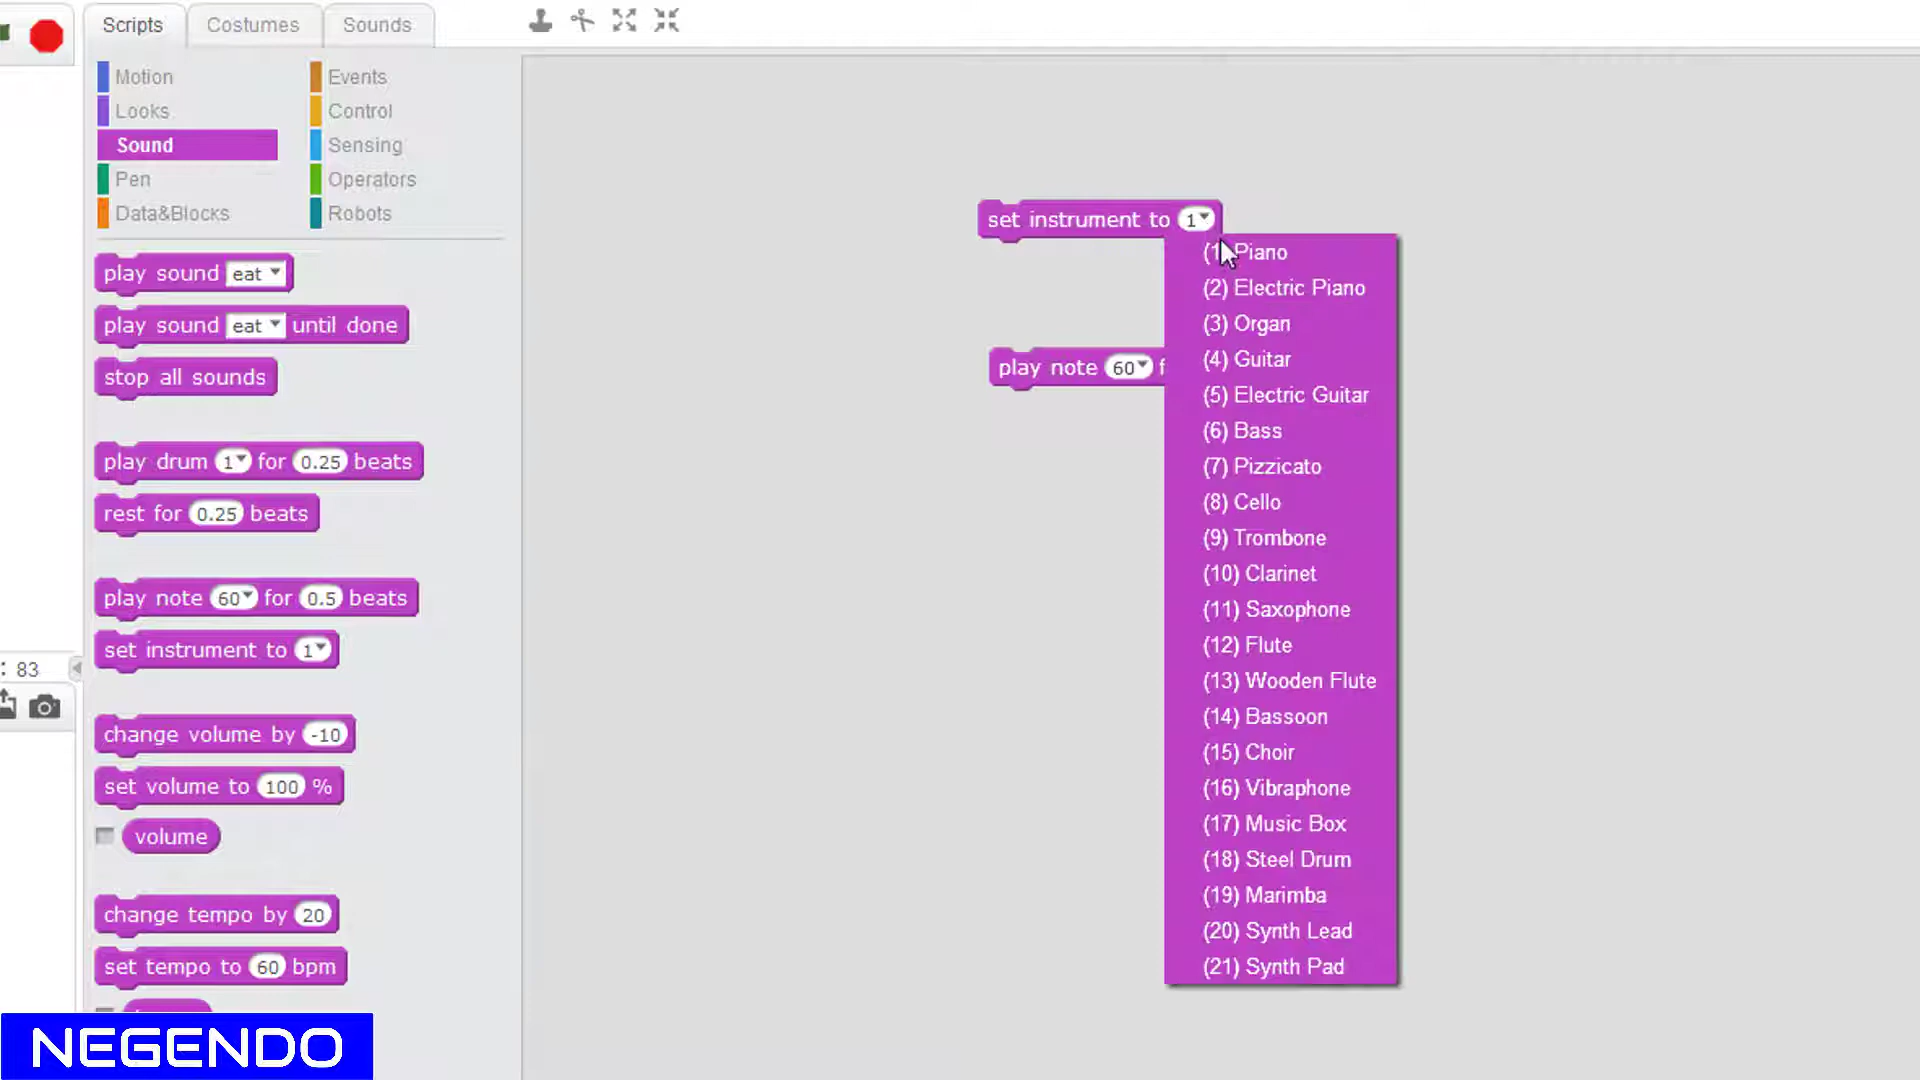 Scripts Costumes Sounds
Motion Events
Looks Control
Sound Sensing
Pen Operators
Data&Blocks Robots
play sound eat
play sound eat until done
stop all sounds
play drum 1 for 0.25 beats
rest for 0.25 beats
play note 60 for 0.5 beats
set instrument to 1
change volume by -10
set volume to 100 %
volume
change tempo by 20
set tempo to 60 bpm
: 83
set instrument to 1
play note 60 f
(1) Piano
(2) Electric Piano
(3) Organ
(4) Guitar
(5) Electric Guitar
(6) Bass
(7) Pizzicato
(8) Cello
(9) Trombone
(10) Clarinet
(11) Saxophone
(12) Flute
(13) Wooden Flute
(14) Bassoon
(15) Choir
(16) Vibraphone
(17) Music Box
(18) Steel Drum
(19) Marimba
(20) Synth Lead
(21) Synth Pad
NEGENDO